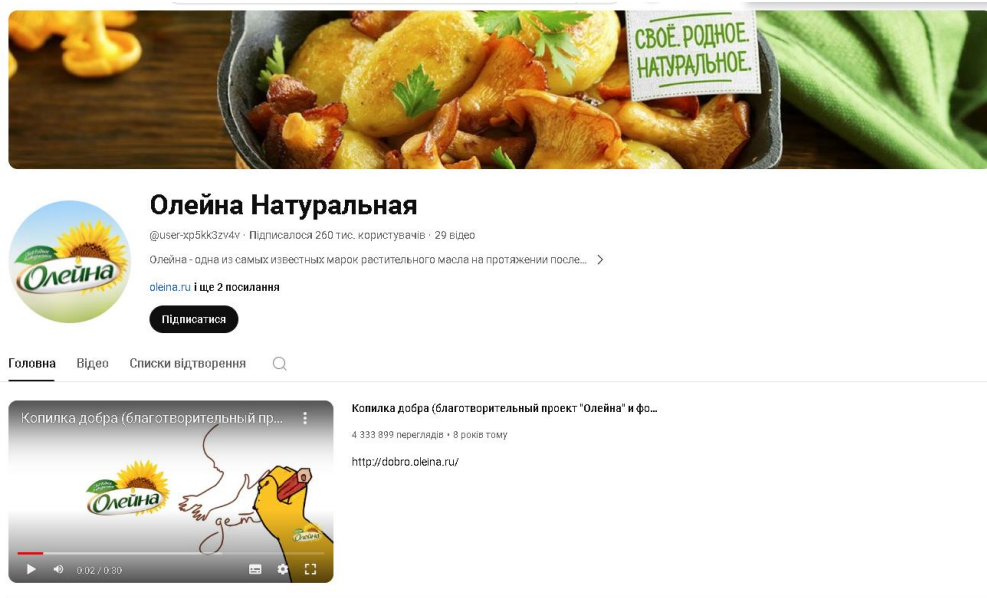 СВОЁ. РОДНОЕ.
НАТУРАЛЬНОЕ.
Олейна
Олейна Натуральная
@user-xp5kk3zv4v · Підписалося 260 тис. користувачів · 29 відео
Олейна - одна из самых известных марок растительного масла на протяжении после...
oleina.ru і ще 2 посилання
Підписатися
Головна Відео Списки відтворення
Копилка добра (благотворительный пр...
Олейна
дет
Олейна
0:02 / 0:30
Копилка добра (благотворительный проект "Олейна" и фо...
4 333 899 переглядів • 8 років тому
http://dobro.oleina.ru/